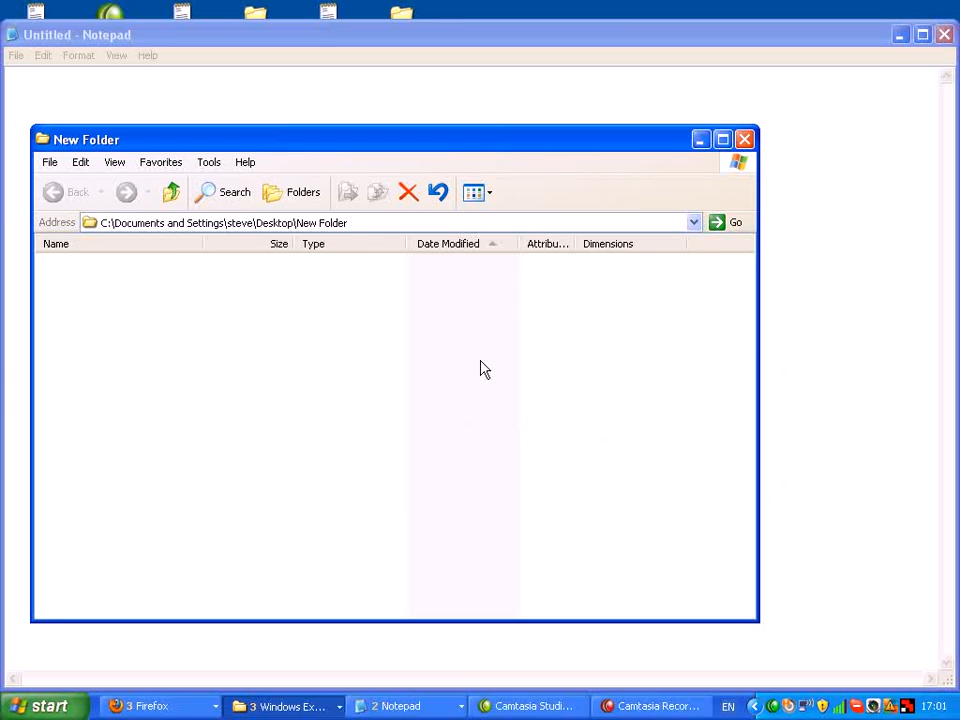 Untitled - Notepad
File Edit Format View Help
New Folder
File Edit View Favorites Tools Help
Back Search Folders
Address C:\Documents and Settings\steve\Desktop\New Folder Go
Name Size Type Date Modified Attribu... Dimensions
start 3 Firefox 3 Windows Ex... 2 Notepad Camtasia Studi... Camtasia Recor... EN 17:01